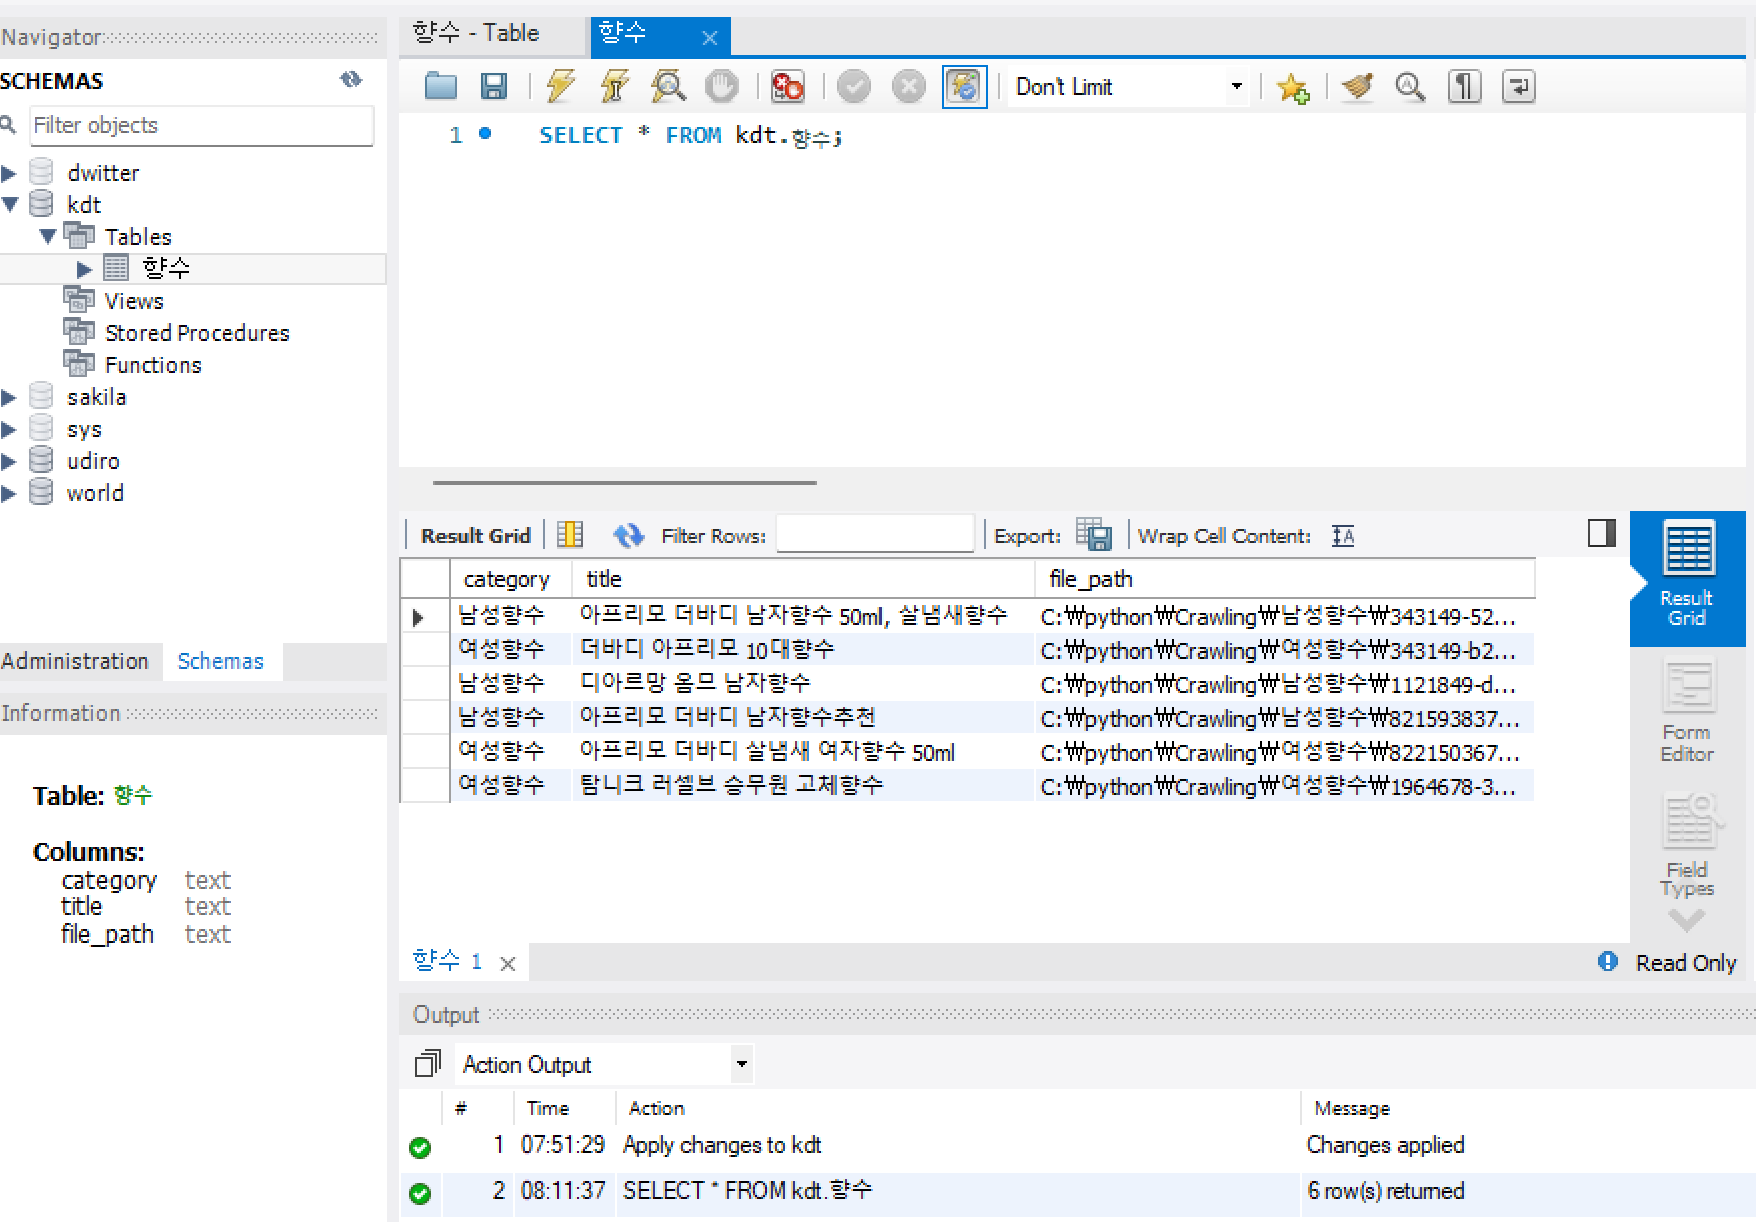 Navigator
SCHEMAS
Filter objects
dwitter
kdt
Tables
향수
Views
Stored Procedures
Functions
sakila
sys
udiro
world
Administration Schemas
Information
Table: 향수
Columns:
category text
title text
file_path text
향수 - Table 향수
Don't Limit
1 SELECT * FROM kdt.향수;
Result Grid Filter Rows: Export: Wrap Cell Content:
category title file_path
남성향수 아프리모 더바디 남자향수 50ml, 살냄새향수 C:₩python₩Crawling₩남성향수₩343149-52...
여성향수 더바디 아프리모 10대향수 C:₩python₩Crawling₩여성향수₩343149-b2...
남성향수 디아르망 옴므 남자향수 C:₩python₩Crawling₩남성향수₩1121849-d...
남성향수 아프리모 더바디 남자향수추천 C:₩python₩Crawling₩남성향수₩821593837...
여성향수 아프리모 더바디 살냄새 여자향수 50ml C:₩python₩Crawling₩여성향수₩822150367...
여성향수 탐니크 러셀브 승무원 고체향수 C:₩python₩Crawling₩여성향수₩1964678-3...
Result
Grid
Form
Editor
Field
Types
향수 1
Read Only
Output
Action Output
# Time Action Message
1 07:51:29 Apply changes to kdt Changes applied
2 08:11:37 SELECT * FROM kdt.향수 6 row(s) returned